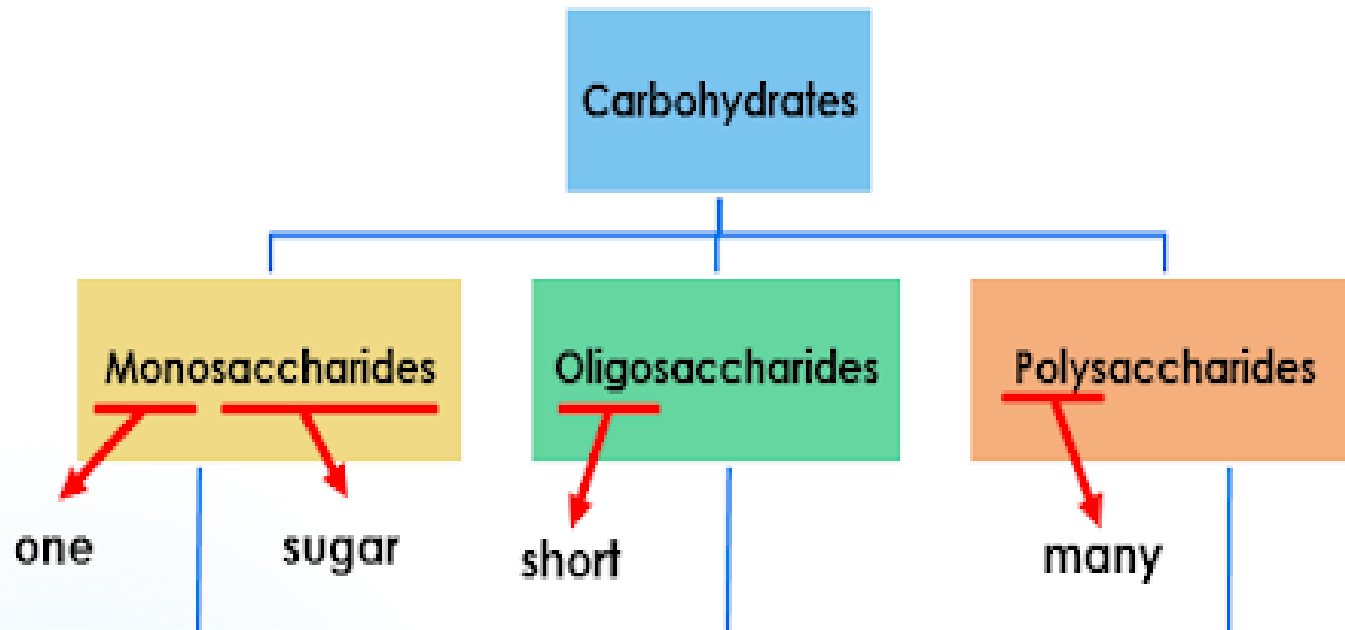 Carbohydrates
Monosaccharides
Oligosaccharides
Polysaccharides
one
sugar
short
many